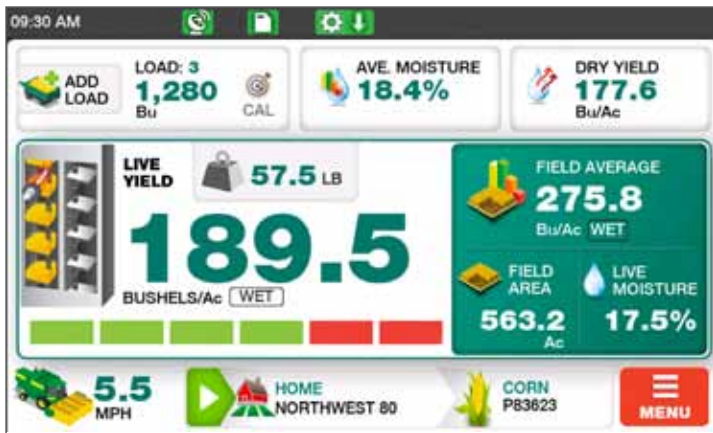 09:30 AM
ADD LOAD
LOAD: 3
1,280
Bu
CAL
AVE. MOISTURE
18.4%
DRY YIELD
177.6
Bu/Ac
LIVE
YIELD
57.5 LB
189.5
BUSHELS/Ac WET
FIELD AVERAGE
275.8
Bu/Ac WET
FIELD
AREA
563.2
Ac
LIVE
MOISTURE
17.5%
5.5
MPH
HOME
NORTHWEST 80
CORN
P83623
MENU